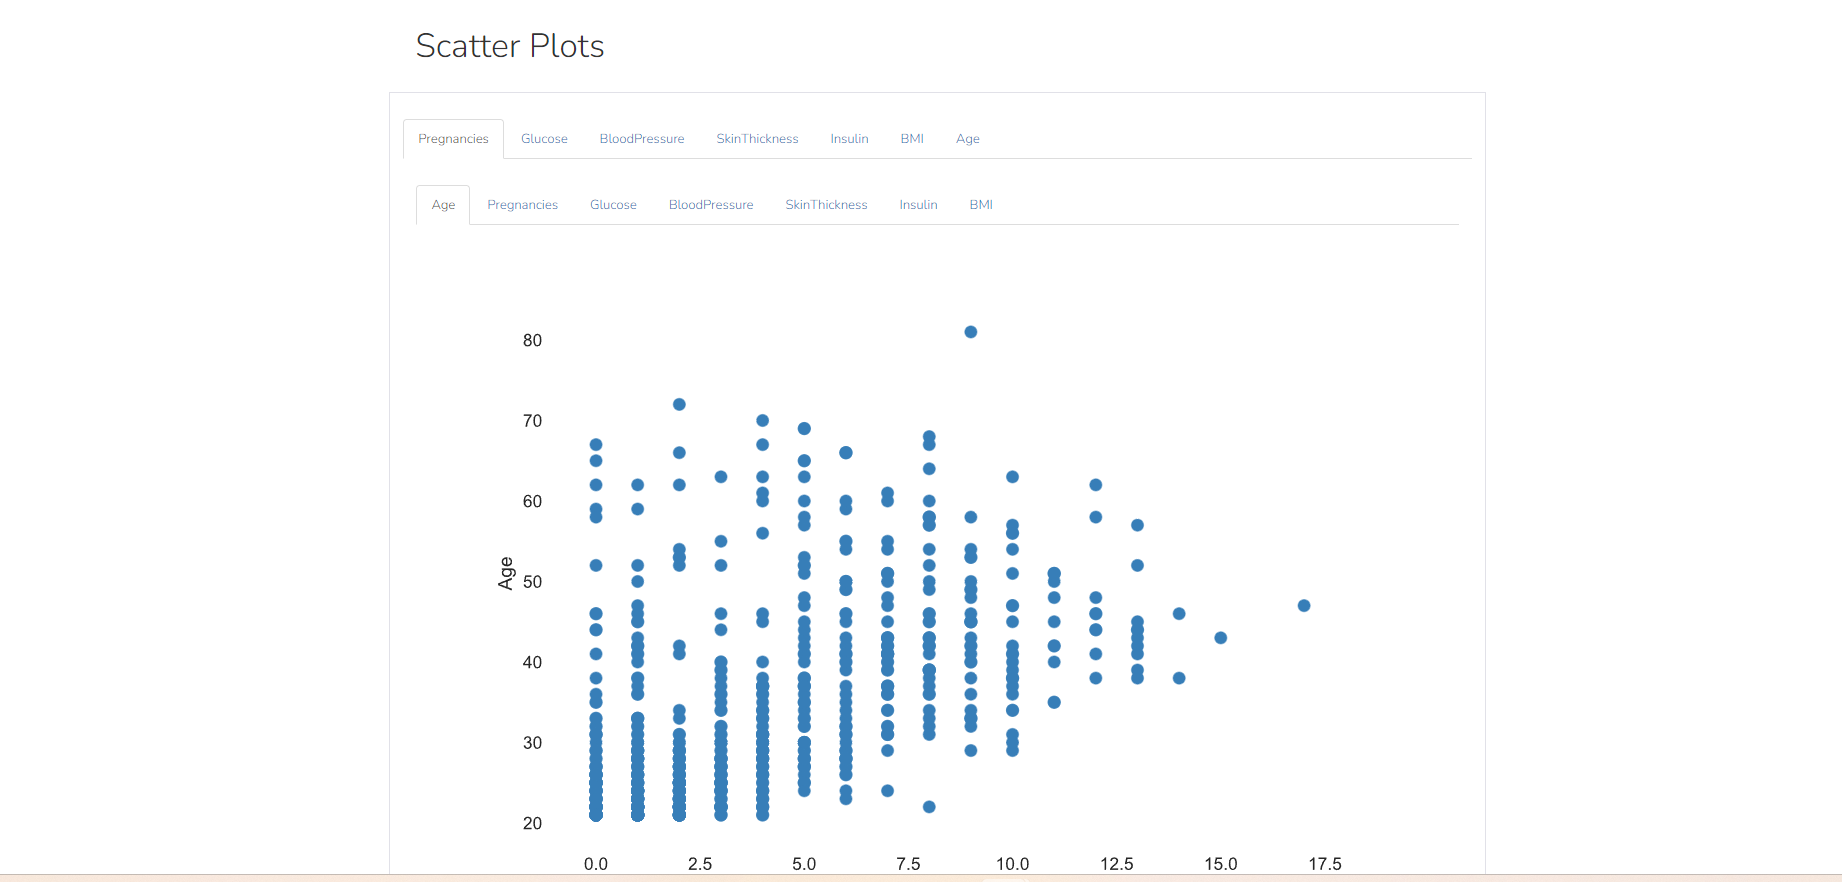 Scatter Plots
Pregnancies Glucose BloodPressure SkinThickness Insulin BMI Age
Age Pregnancies Glucose BloodPressure SkinThickness Insulin BMI
80
70
60
Age
50
40
30
20
0.0 2.5 5.0 7.5 10.0 12.5 15.0 17.5